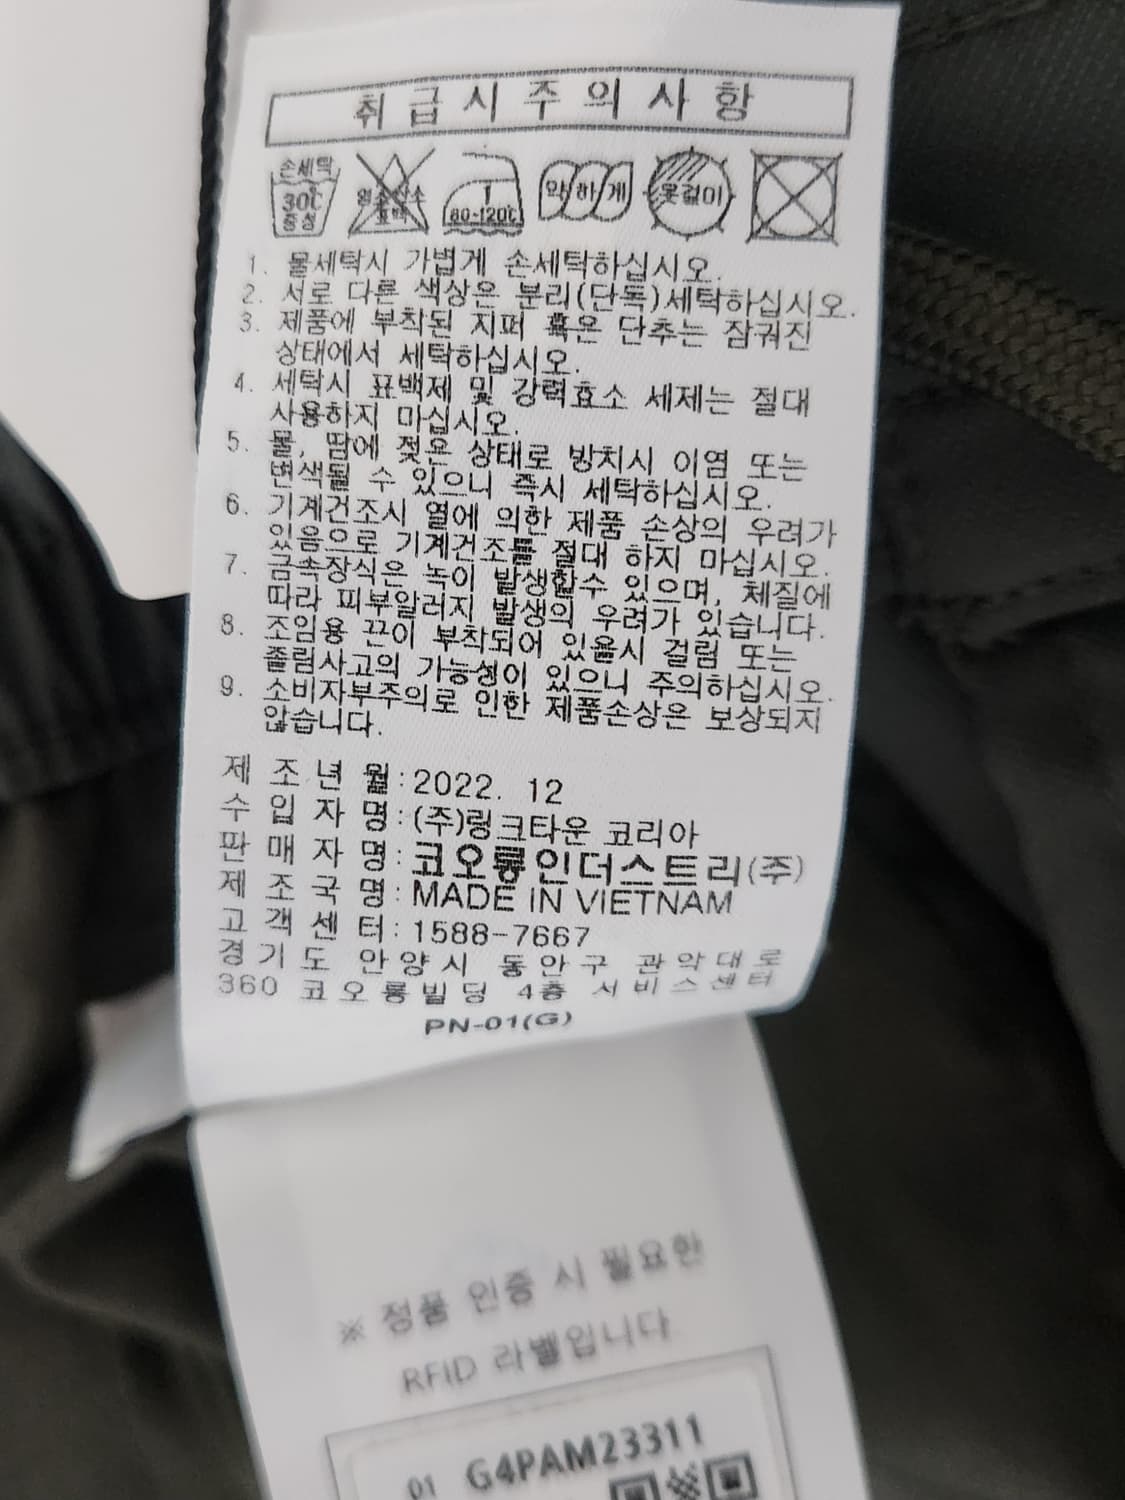 취급시주의사항
손세탁 30℃ 중성
염소산소 표백
80~120℃
약하게
옷걸이
1. 물세탁시 가볍게 손세탁하십시오.
2. 서로 다른 색상은 분리(단독)세탁하십시오.
3. 제품에 부착된 지퍼 혹은 단추는 잠궈진
상태에서 세탁하십시오.
4. 세탁시 표백제 및 강력효소 세제는 절대
사용하지 마십시오.
5. 물, 땀에 젖은 상태로 방치시 이염 또는
변색될 수 있으니 즉시 세탁하십시오.
6. 기계건조시 열에 의한 제품 손상의 우려가
있음으로 기계건조를 절대 하지 마십시오.
7. 금속장식은 녹이 발생할수 있으며, 체질에
따라 피부알러지 발생의 우려가 있습니다.
8. 조임용 끈이 부착되어 있을시 걸림 또는
졸림사고의 가능성이 있으니 주의하십시오.
9. 소비자부주의로 인한 제품손상은 보상되지
않습니다.
제조년월:2022. 12
수입자명:(주)링크타운 코리아
판매자명:코오롱인더스트리(주)
제조국명:MADE IN VIETNAM
고객센터:1588-7667
경기도 안양시 동안구 관악대로
360 코오롱빌딩 4층 서비스센터
PN-01(G)
※ 정품 인증 시 필요한
RFID 라벨입니다
01 G4PAM23311